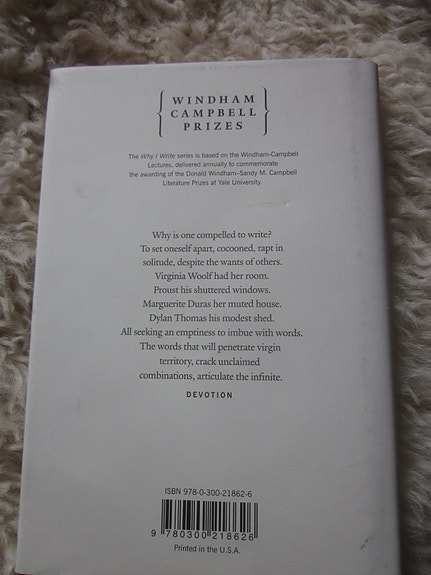 WINDHAM
CAMPBELL
PRIZES
The Why I Write series is based on the Windham-Campbell
Lectures, delivered annually to commemorate
the awarding of the Donald Windham–Sandy M. Campbell
Literature Prizes at Yale University.
Why is one compelled to write?
To set oneself apart, cocooned, rapt in
solitude, despite the wants of others.
Virginia Woolf had her room.
Proust his shuttered windows.
Marguerite Duras her muted house.
Dylan Thomas his modest shed.
All seeking an emptiness to imbue with words.
The words that will penetrate virgin
territory, crack unclaimed
combinations, articulate the infinite.
DEVOTION
ISBN 978-0-300-21862-6
9 780300 218626
Printed in the U.S.A.